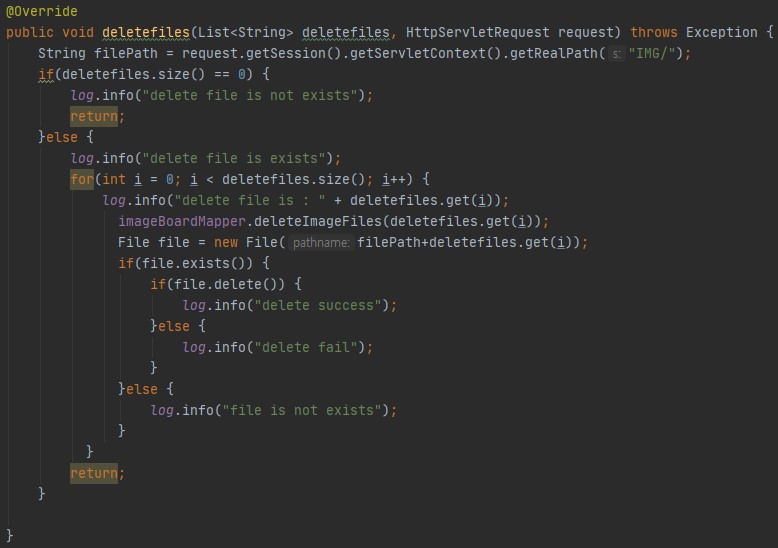 @Override
public void deletefiles(List<String> deletefiles, HttpServletRequest request) throws Exception {
    String filePath = request.getSession().getServletContext().getRealPath( s: "IMG/");
    if(deletefiles.size() == 0) {
        log.info("delete file is not exists");
        return;
    }else {
        log.info("delete file is exists");
        for(int i = 0; i < deletefiles.size(); i++) {
            log.info("delete file is : " + deletefiles.get(i));
              imageBoardMapper.deleteImageFiles(deletefiles.get(i));
              File file = new File( pathname: filePath+deletefiles.get(i));
              if(file.exists()) {
                  if(file.delete()) {
                      log.info("delete success");
                  }else {
                      log.info("delete fail");
                  }
              }else {
                  log.info("file is not exists");
              }
          }
        return;
    }
}